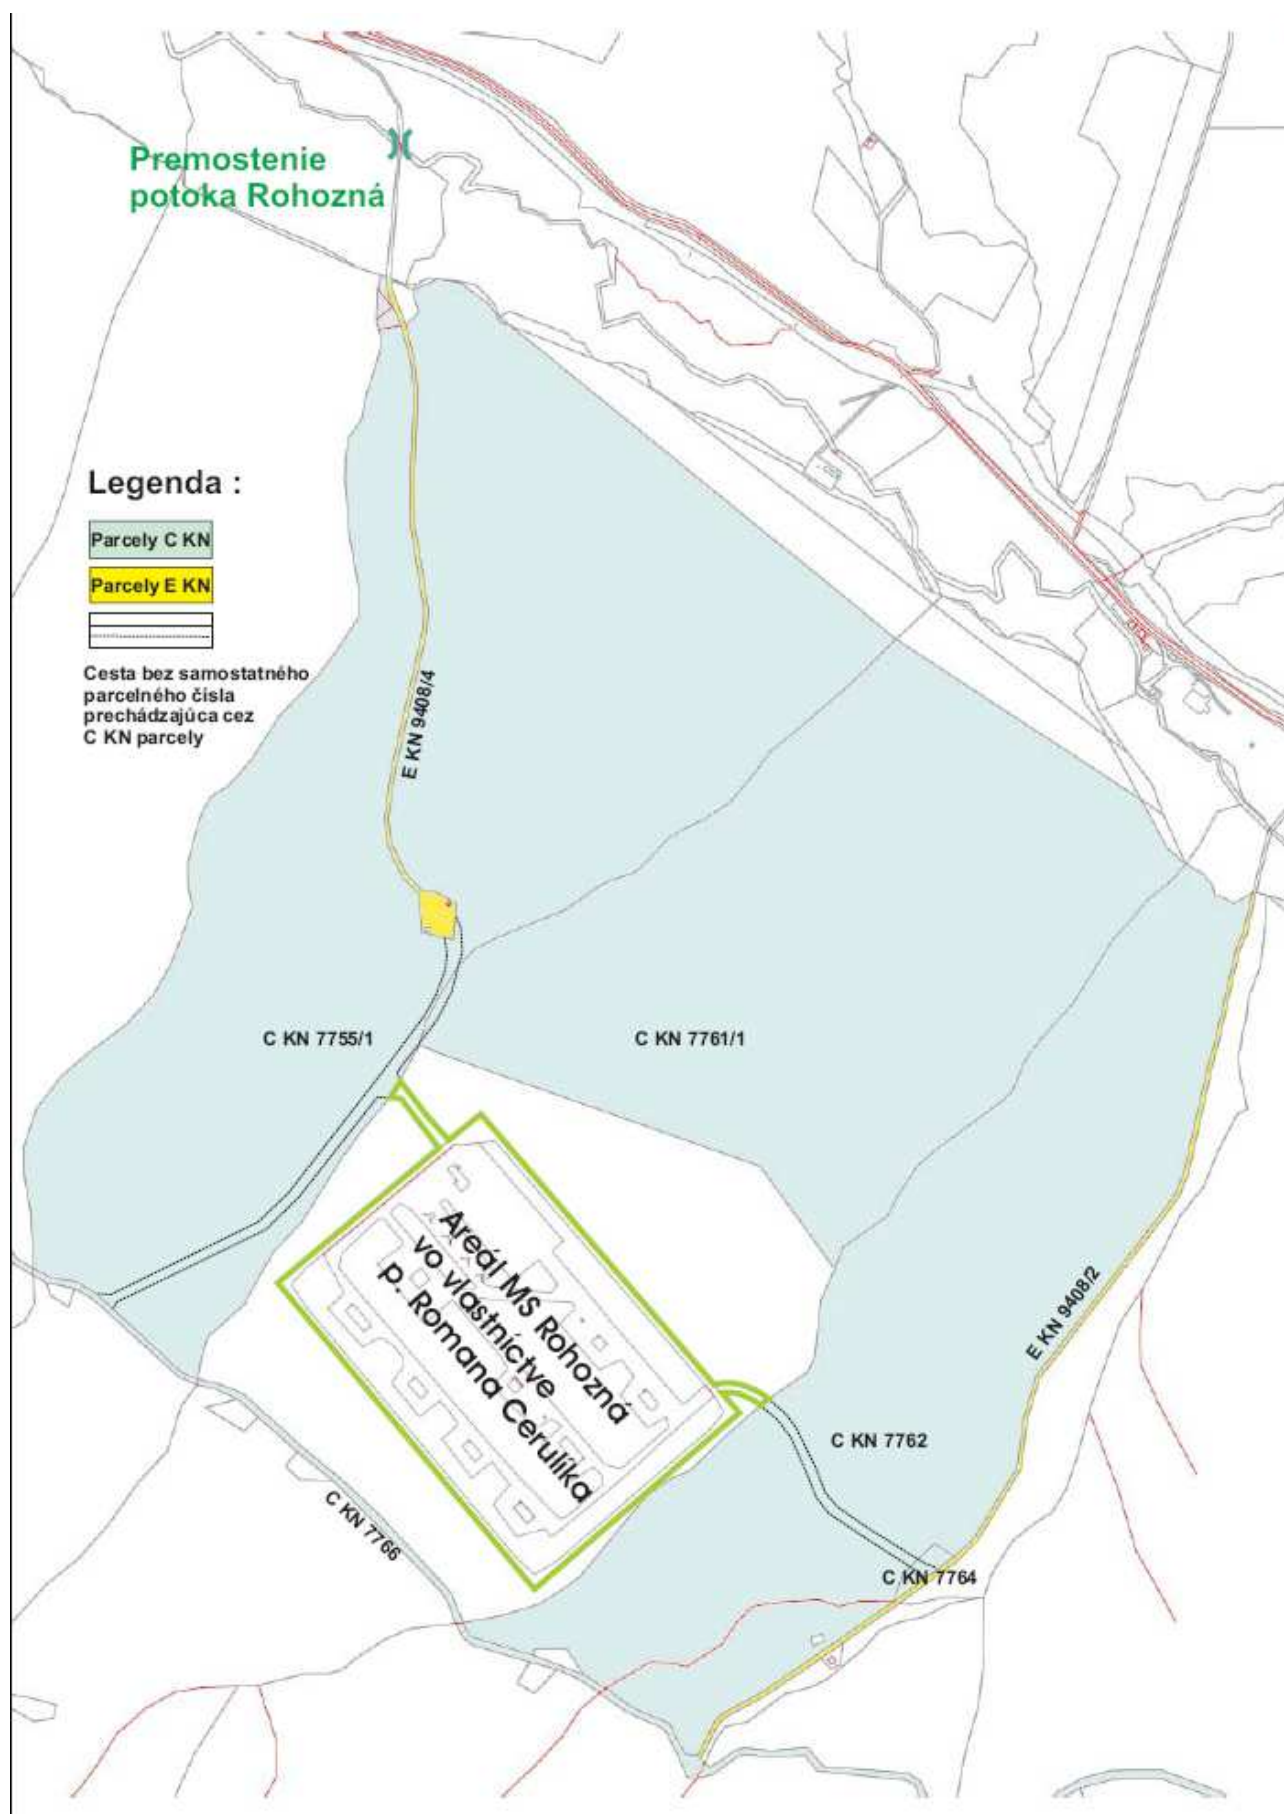 Premostenie
potoka Rohozná
Legenda :
Parcely C KN
Parcely E KN
Cesta bez samostatného
parcelného čísla
prechádzajúca cez
C KN parcely
E KN 9408/4
C KN 7755/1
C KN 7761/1
Areál MS Rohozná
vo vlastníctve
p. Romana Cerulíka
E KN 9408/2
C KN 7762
C KN 7766
C KN 7764